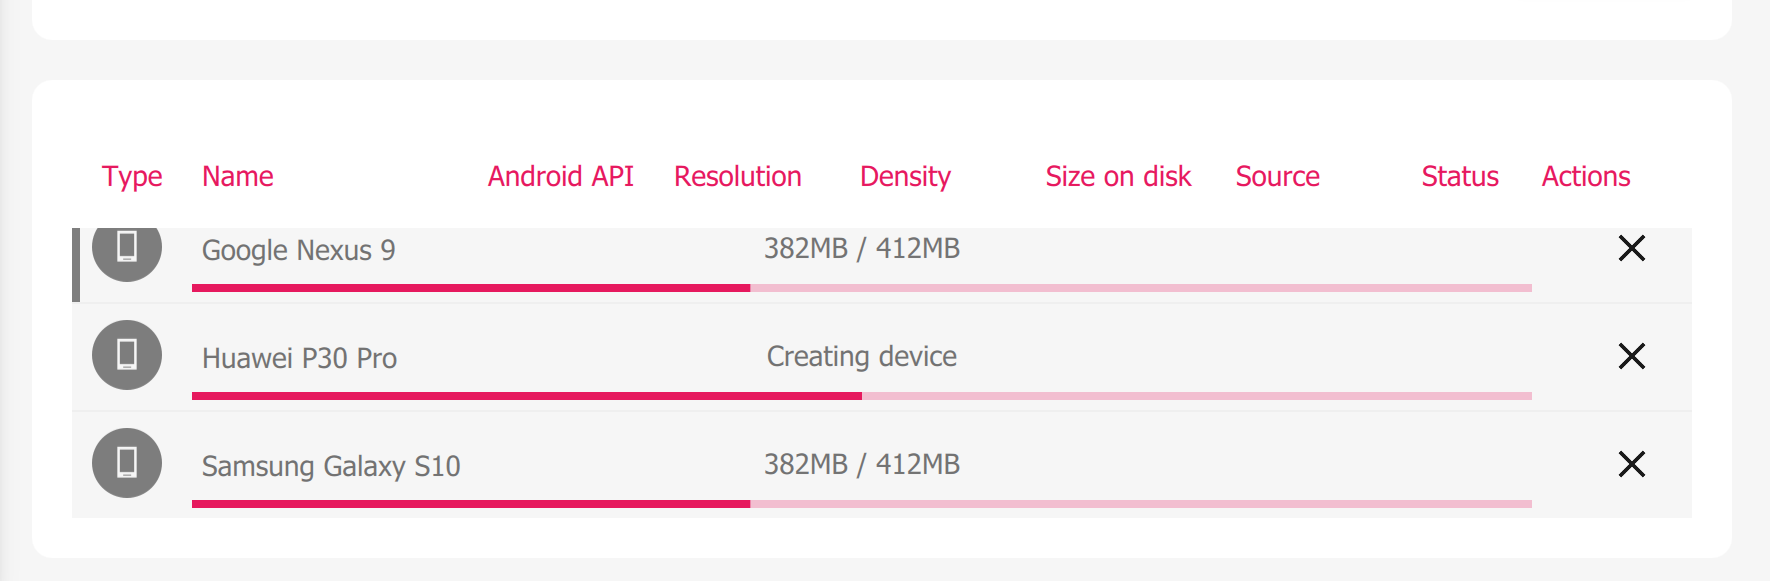 Type Name Android API Resolution Density Size on disk Source Status Actions
Google Nexus 9 382MB / 412MB
Huawei P30 Pro Creating device
Samsung Galaxy S10 382MB / 412MB